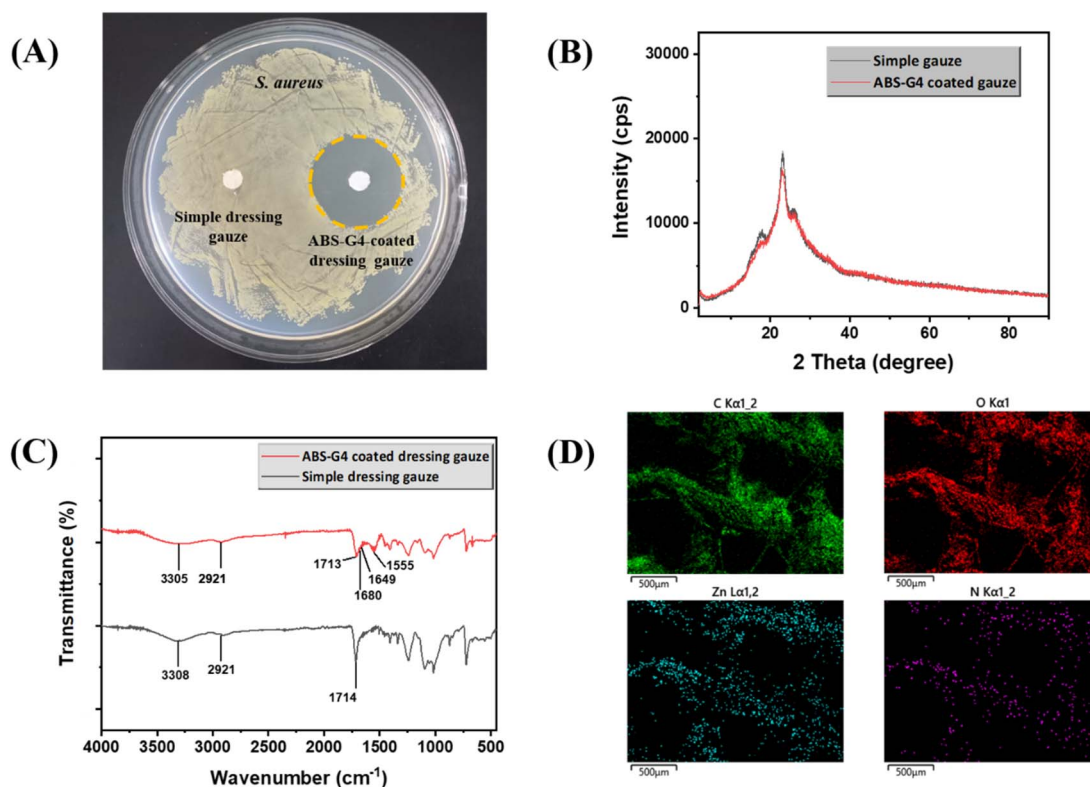 (A)
S. aureus
Simple dressing
gauze
ABS-G4-coated
dressing gauze
(B)
Simple gauze
ABS-G4 coated gauze
30000
20000
10000
0
Intensity (cps)
20
40
60
80
2 Theta (degree)
(C)
ABS-G4 coated dressing gauze
Simple dressing gauze
Transmittance (%)
3305
2921
1713
1680
1649
1555
3308
2921
1714
4000
3500
3000
2500
2000
1500
1000
500
Wavenumber (cm⁻¹)
(D)
C Kα1_2
O Kα1
500µm
500µm
Zn Lα1,2
N Kα1_2
500µm
500µm